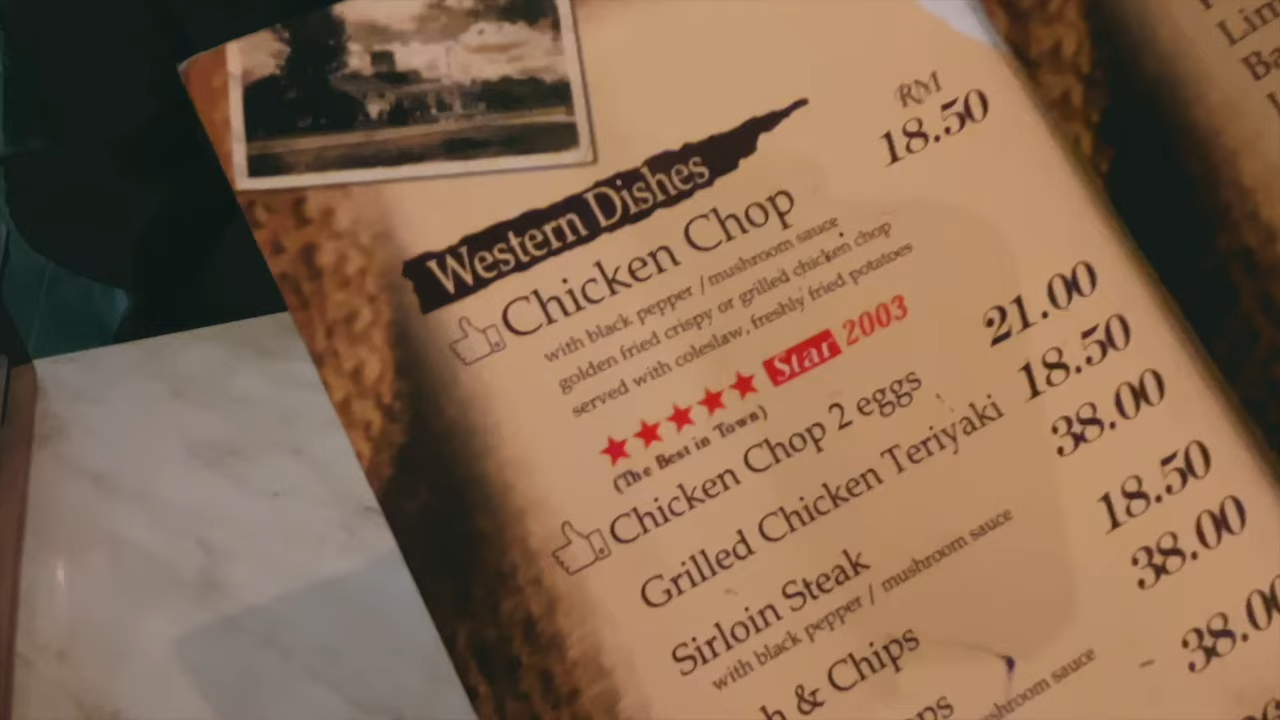 RM
Western Dishes
Chicken Chop 18.50
with black pepper / mushroom sauce
golden fried crispy or grilled chicken chop
served with coleslaw, freshly fried potatoes
Star 2003
(The Best in Town)
Chicken Chop 2 eggs 21.00
Grilled Chicken Teriyaki 18.50
Sirloin Steak 38.00
with black pepper / mushroom sauce
& Chips 18.50
38.00
sauce
38.00